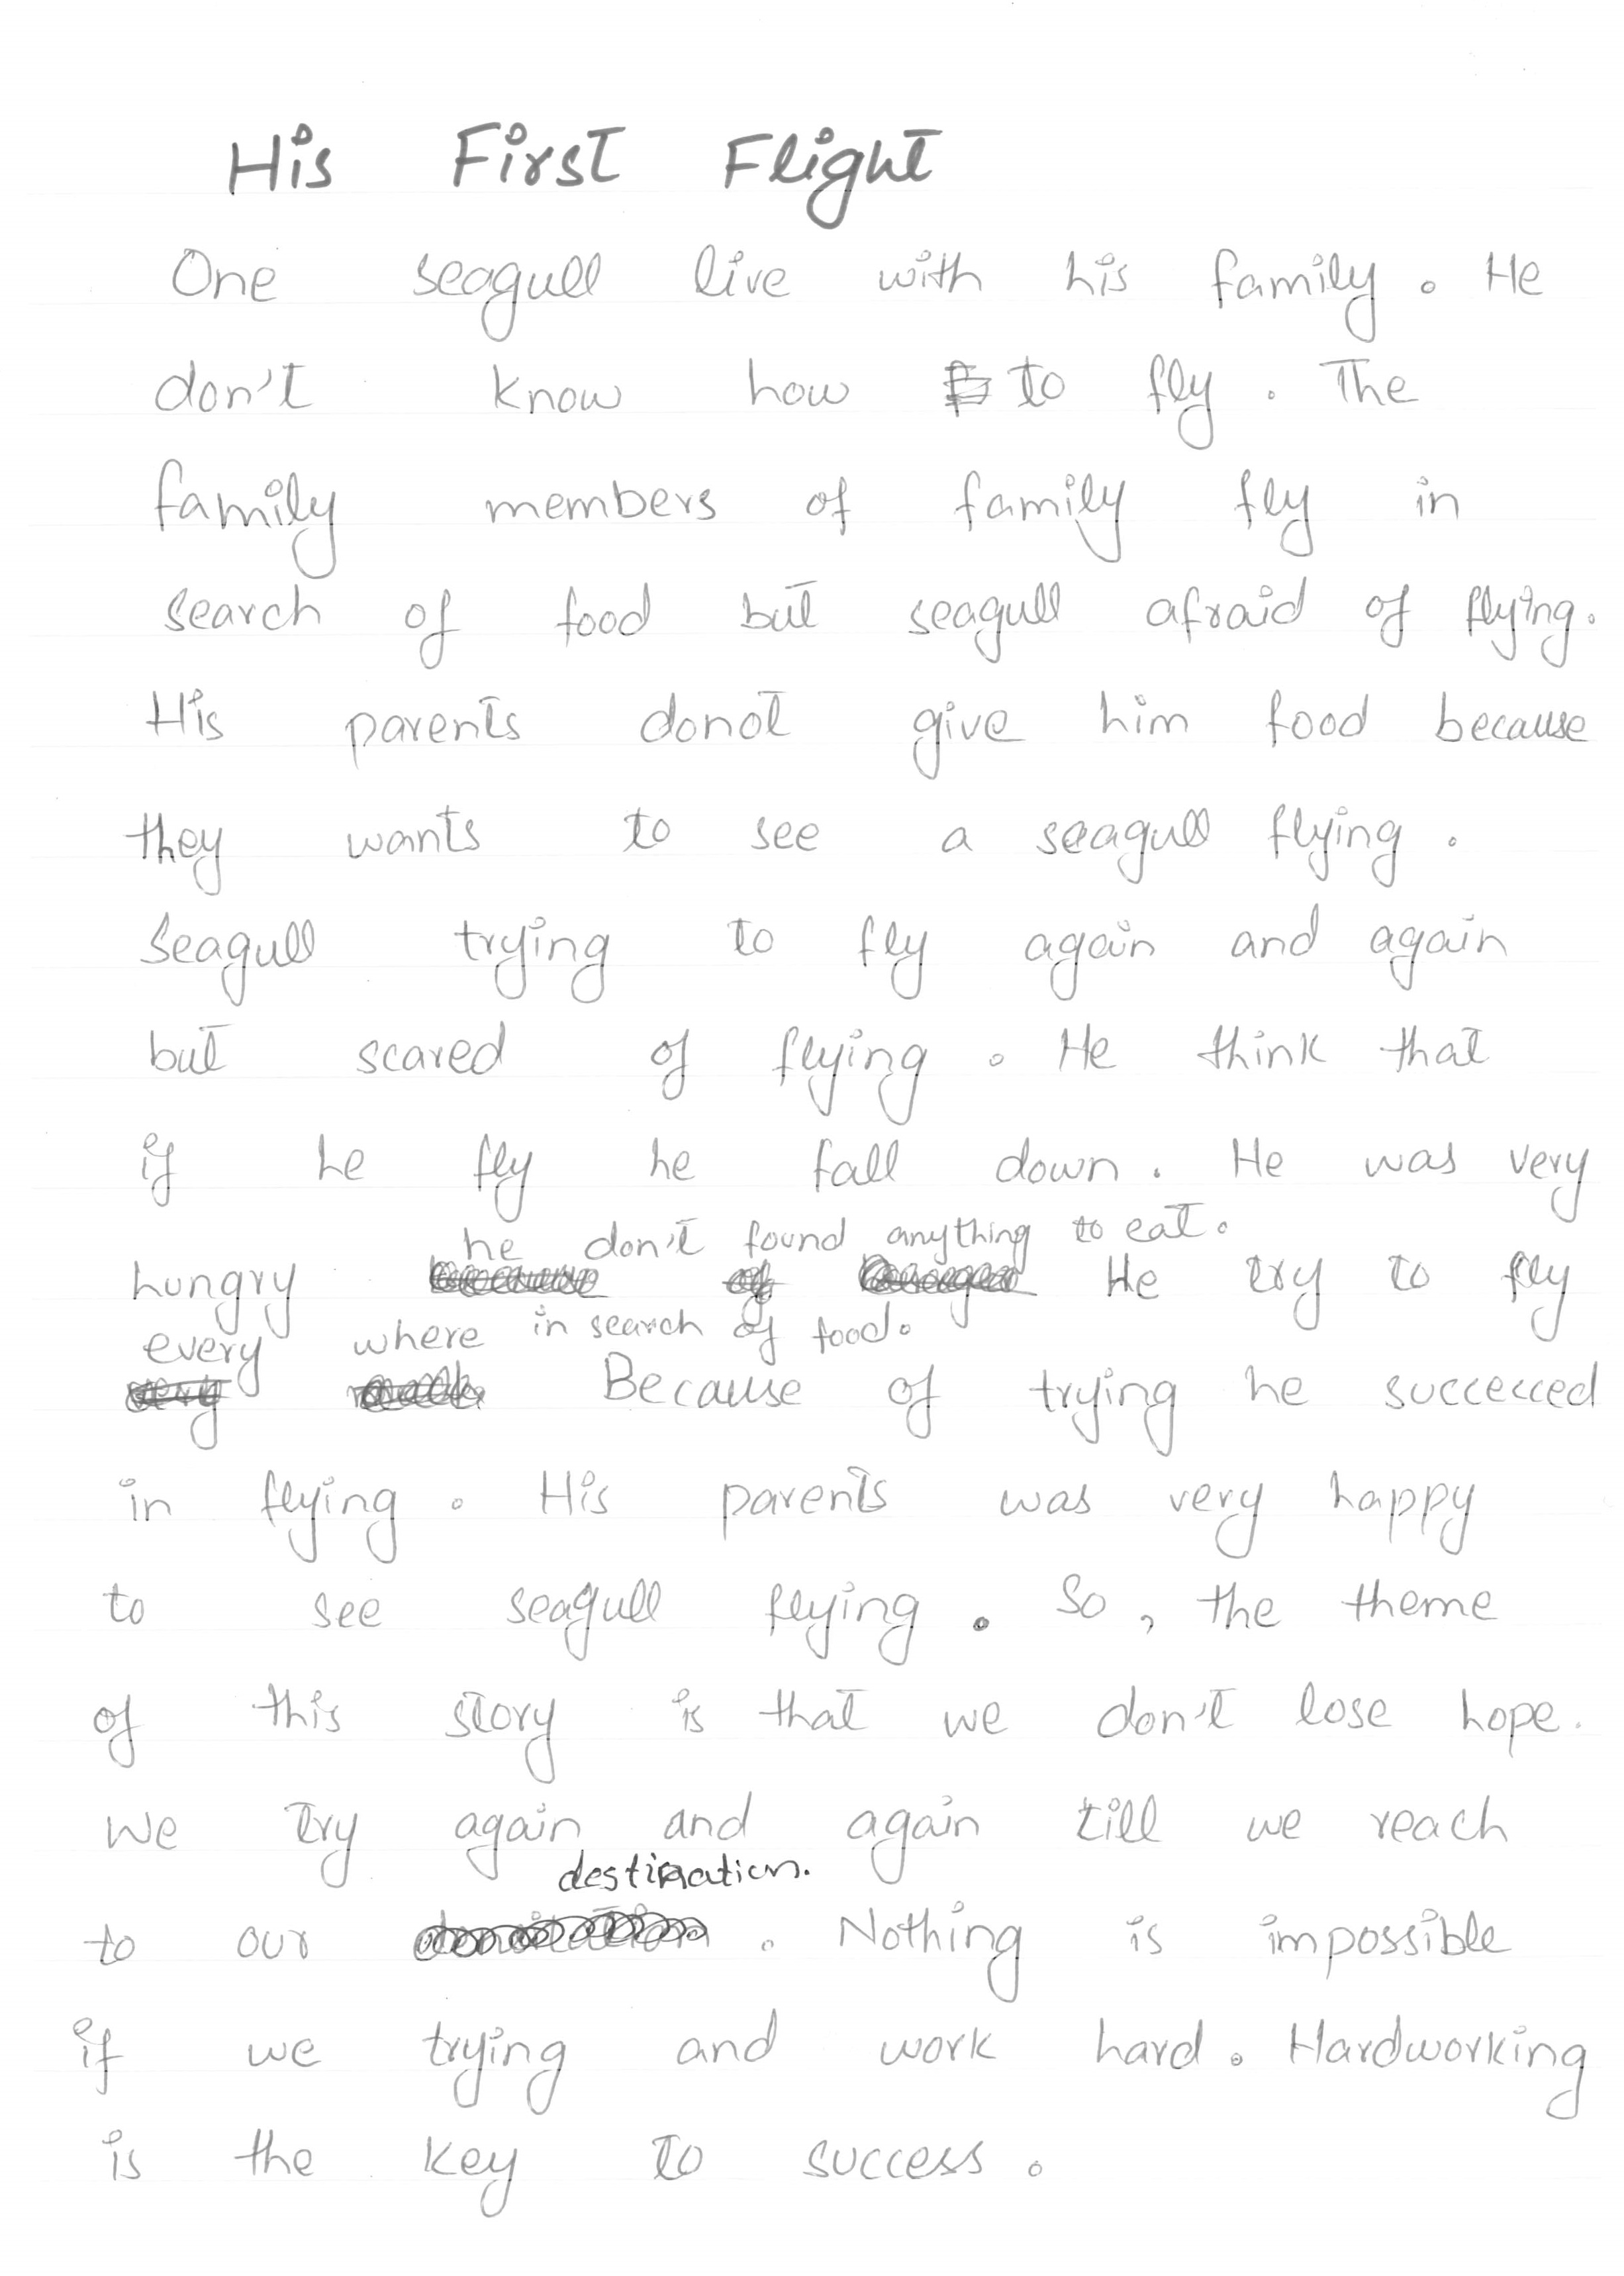 His First Flight
One seagull live with his family. He
don't know how to fly. The
family members of family fly in
search of food but seagull afraid of flying.
His parents donot give him food because
they wants to see a seagull flying.
seagull trying to fly again and again
but scared of flying. He think that
if he fly he fall down. He was very
he don't found anything to eat.
hungry He try to fly
every where in search of food.
Because of trying he succecced
in flying. His parents was very happy
to see seagull flying. So, the theme
of this story is that we don't lose hope.
We try again and again till we reach
destination.
to our . Nothing is impossible
if we trying and work hard. Hardworking
is the key to success.